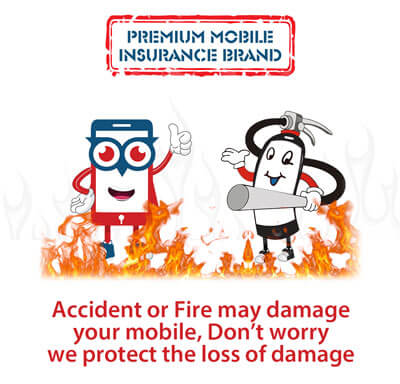 PREMIUM MOBILE
INSURANCE BRAND
Accident or Fire may damage
your mobile, Don't worry
we protect the loss of damage